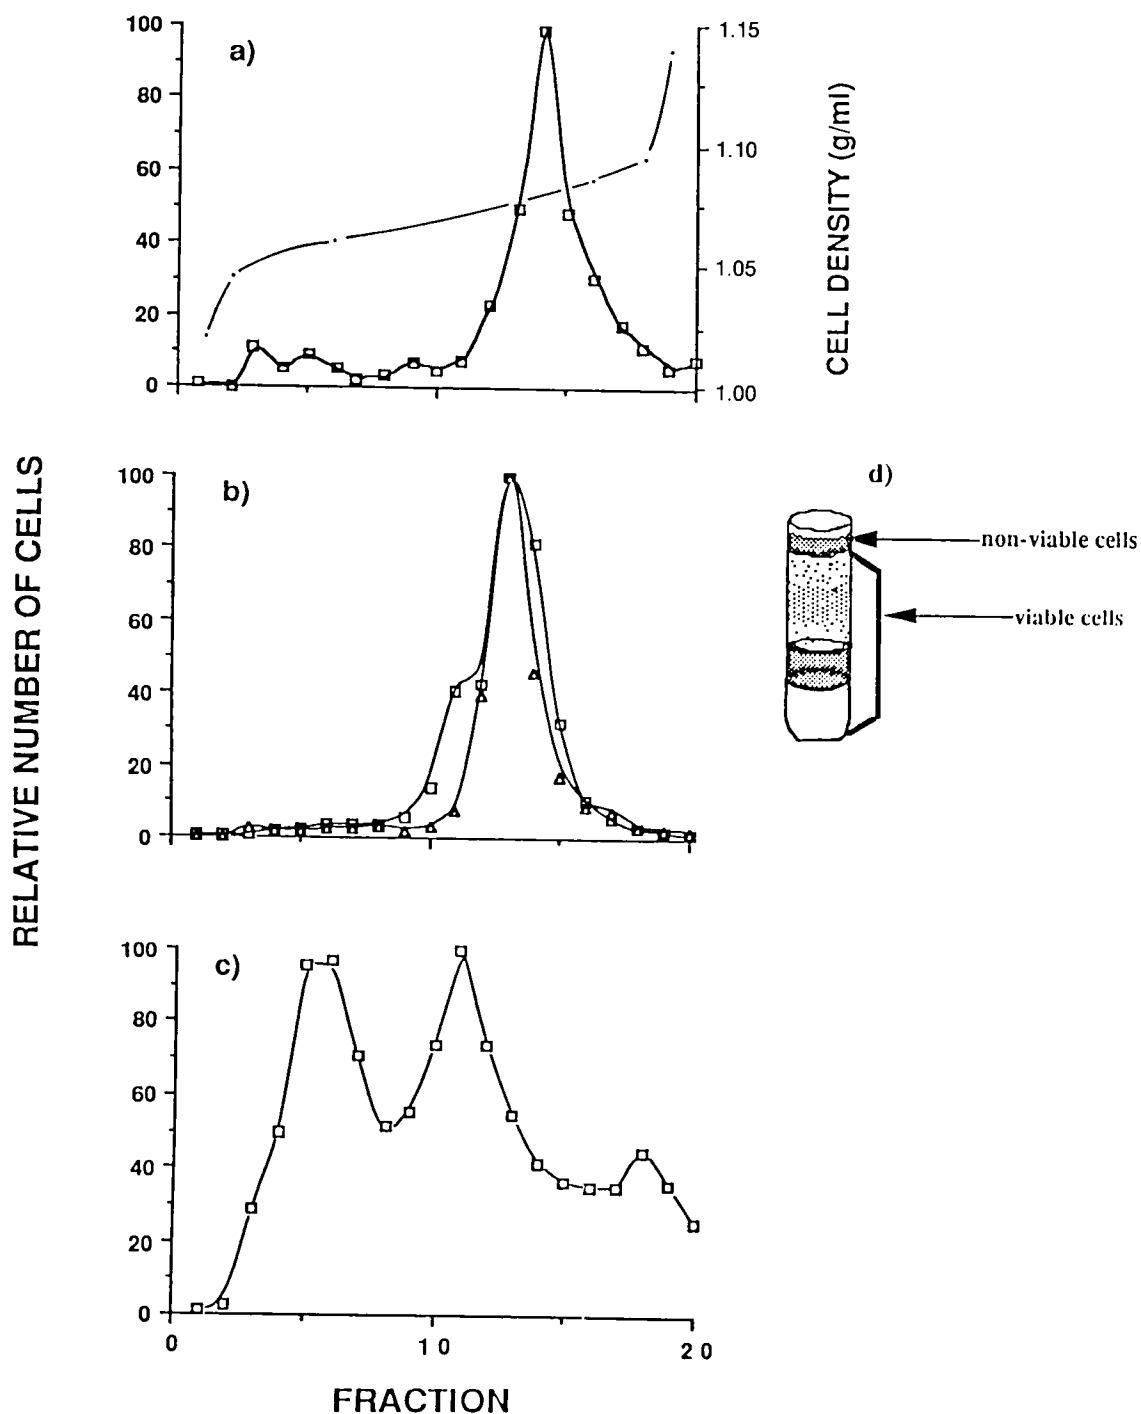 a)
100
80
60
40
20
0
1.15
1.10
1.05
1.00
CELL DENSITY (g/ml)
RELATIVE NUMBER OF CELLS
b)
100
80
60
40
20
0
d)
non-viable cells
viable cells
c)
100
80
60
40
20
0
0
10
20
FRACTION